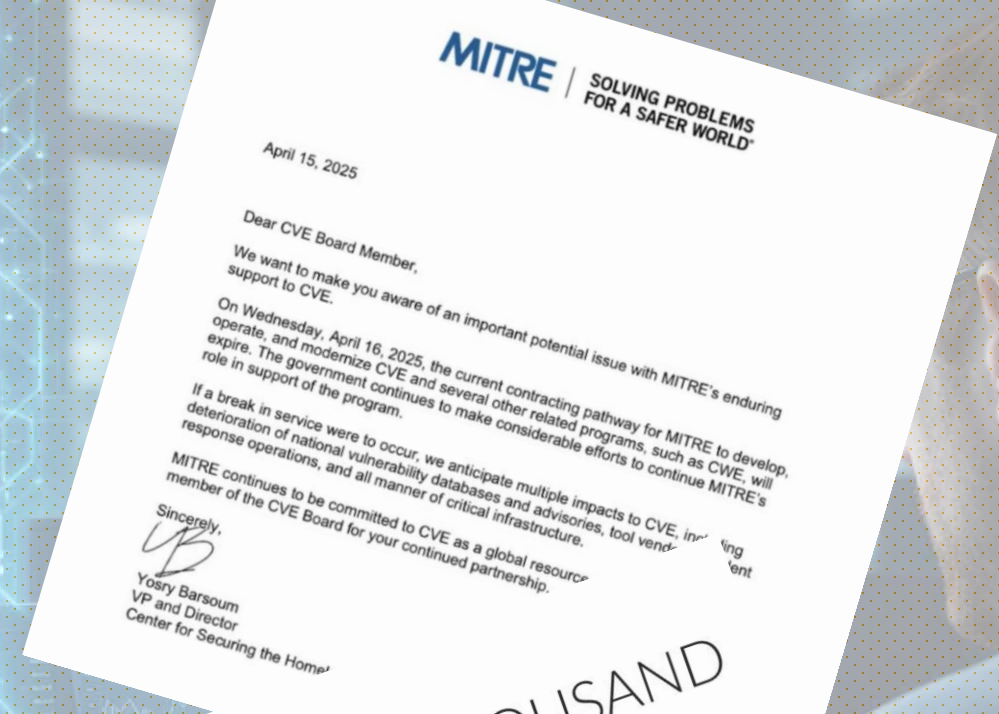 MITRE
SOLVING PROBLEMS
FOR A SAFER WORLD®
April 15, 2025
Dear CVE Board Member,
We want to make you aware of an important potential issue with MITRE's enduring
support to CVE.
On Wednesday, April 16, 2025, the current contracting pathway for MITRE to develop,
operate, and modernize CVE and several other related programs, such as CWE, will
expire. The government continues to make considerable efforts to continue MITRE's
role in support of the program.
If a break in service were to occur, we anticipate multiple impacts to CVE, including
deterioration of national vulnerability databases and advisories, tool
response operations, and all manner of critical infrastructure.
MITRE continues to be committed to CVE as a global resource
member of the CVE Board for your continued partnership.
Sincerely,
Yosry Barsoum
VP and Director
Center for Securing the
OUSAND